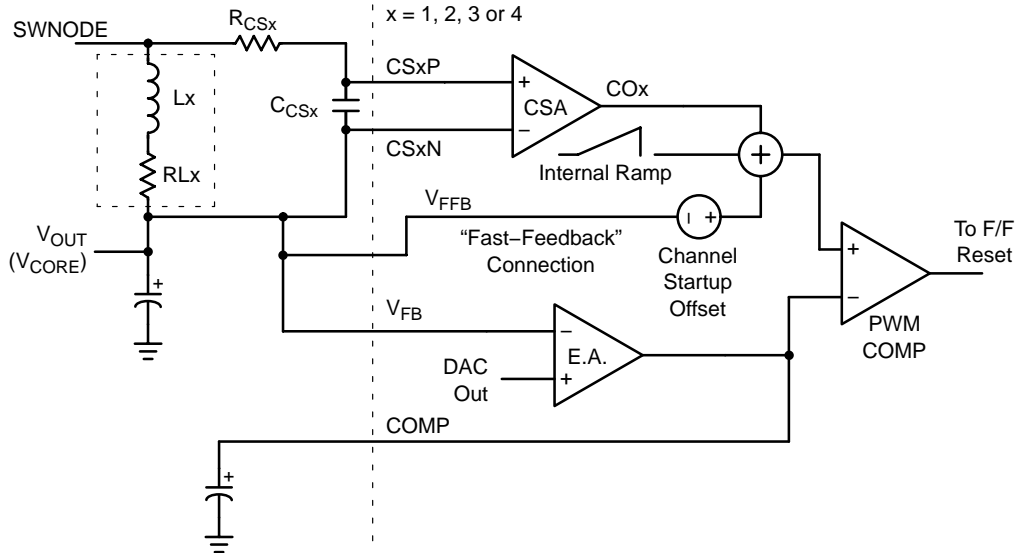 x = 1, 2, 3 or 4
SWNODE
RCSx
CSxP
COx
Lx
CCSx
+
CSA
−
CSxN
+
Internal Ramp
RLx
VFFB
− +
VOUT
(VCORE)
“Fast−Feedback”
Connection
Channel
Startup
Offset
To F/F
Reset
+
−
PWM
COMP
+
VFB
−
E.A.
+
DAC
Out
COMP
+